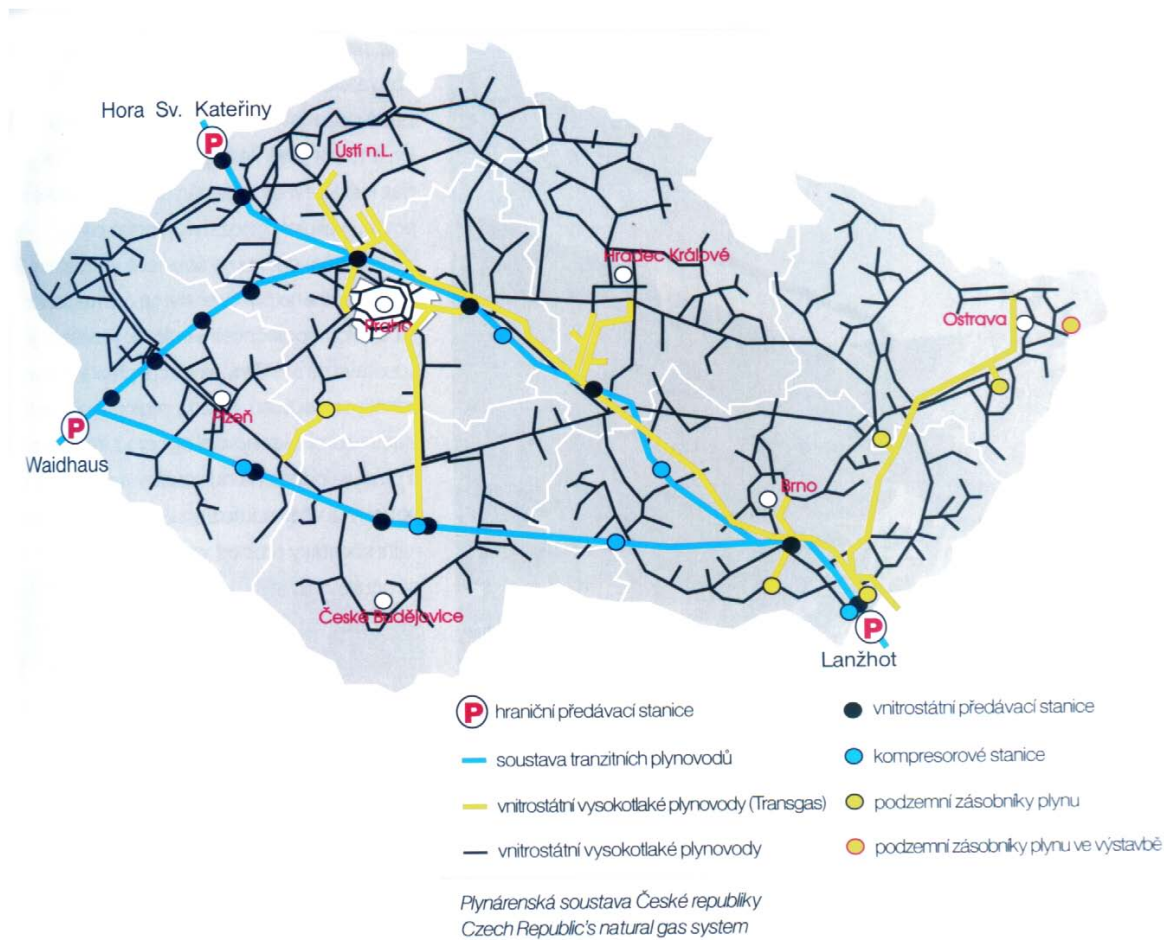 Hora Sv. Kateřiny
P
Ústí n.L.
Hradec Králové
Praha
Ostrava
Plzeň
P
Waidhaus
Brno
České Budějovice
P
Lanžhot
P hraniční předávací stanice
vnitrostátní předávací stanice
soustava tranzitních plynovodů
kompresorové stanice
vnitrostátní vysokotlaké plynovody (Transgas)
podzemní zásobníky plynu
vnitrostátní vysokotlaké plynovody
podzemní zásobníky plynu ve výstavbě
Plynárenská soustava České republiky
Czech Republic's natural gas system